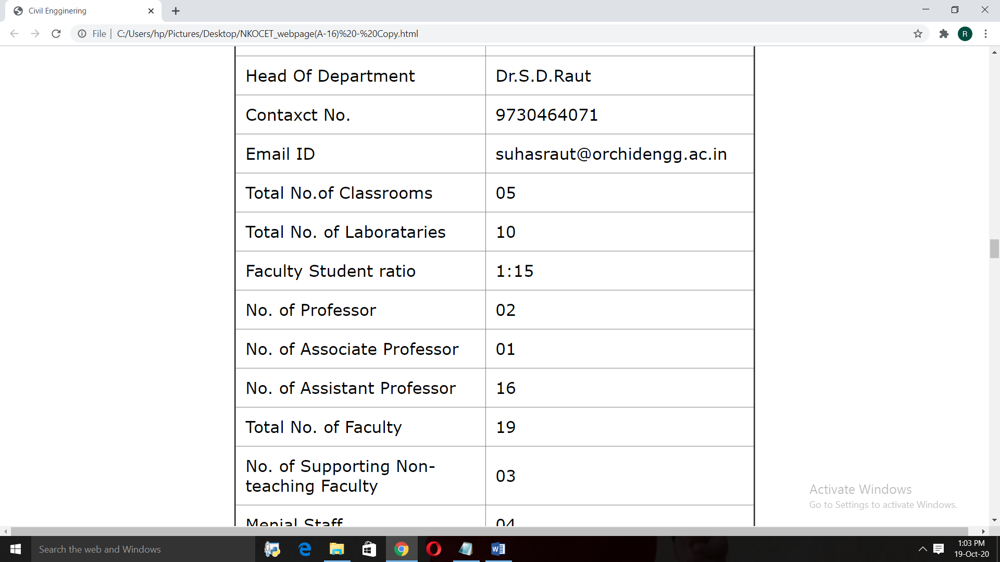 Civil Engginering
File
C:/Users/hp/Pictures/Desktop/NKOCET_webpage(A-16)%20-%20Copy.html
R
Head Of Department Dr.S.D.Raut
Contaxct No. 9730464071
Email ID suhasraut@orchidengg.ac.in
Total No.of Classrooms 05
Total No. of Laborataries 10
Faculty Student ratio 1:15
No. of Professor 02
No. of Associate Professor 01
No. of Assistant Professor 16
Total No. of Faculty 19
No. of Supporting Non-
teaching Faculty 03
Menial Staff 04
Activate Windows
Go to Settings to activate Windows.
Search the web and Windows
1:03 PM
19-Oct-20